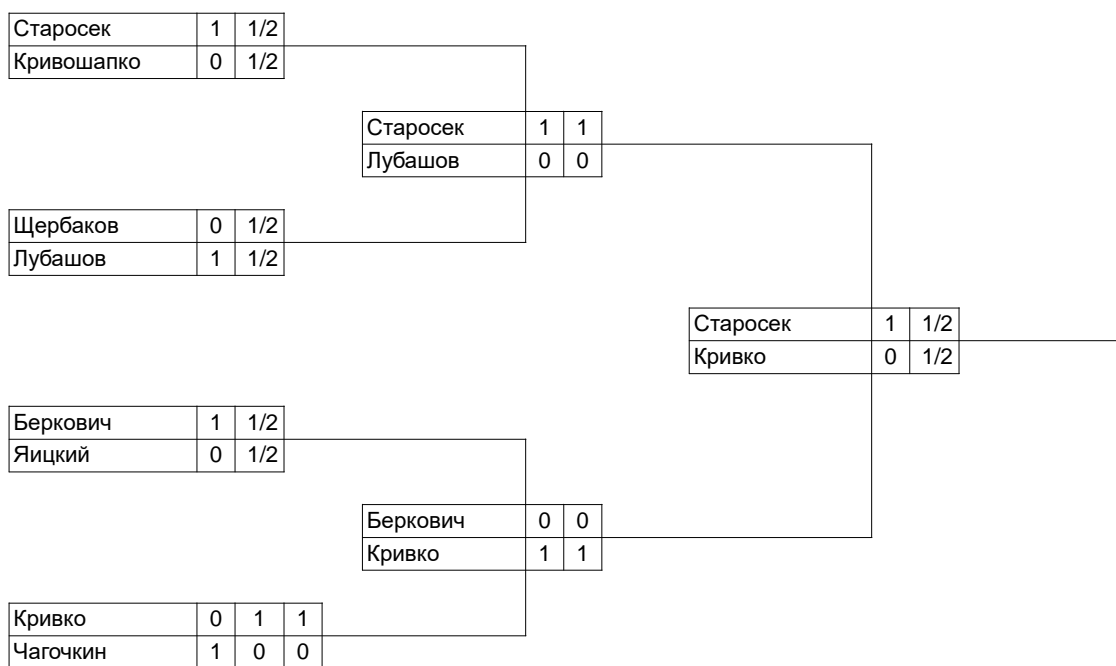 Старосек 1 1/2
Кривошапко 0 1/2
Старосек 1 1
Лубашов 0 0
Щербаков 0 1/2
Лубашов 1 1/2
Старосек 1 1/2
Кривко 0 1/2
Беркович 1 1/2
Яицкий 0 1/2
Беркович 0 0
Кривко 1 1
Кривко 0 1 1
Чагочкин 1 0 0